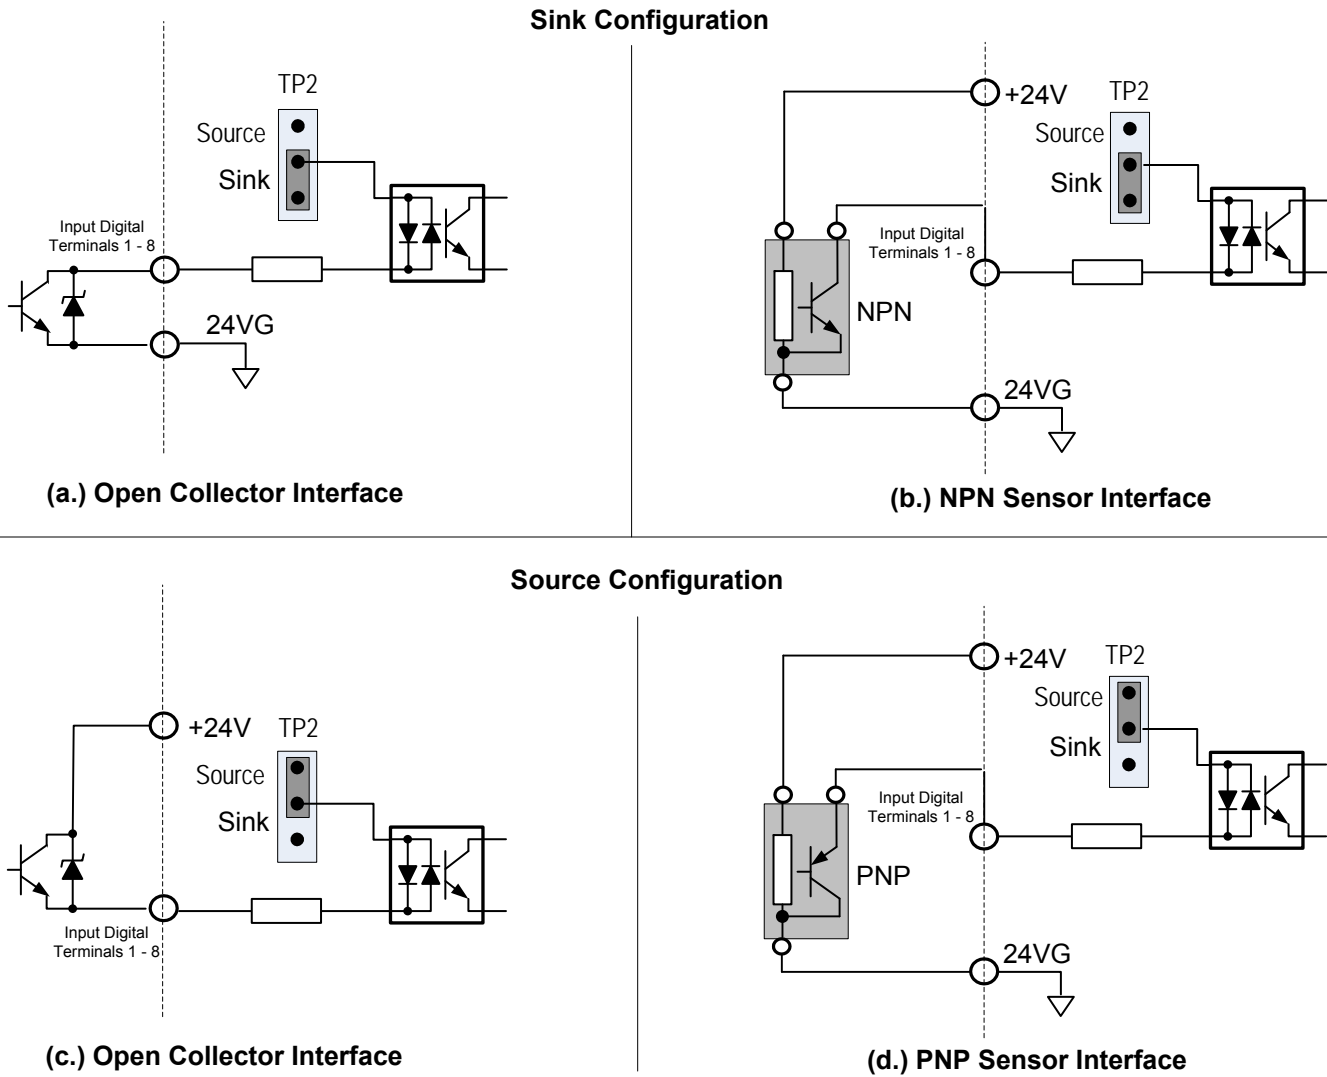 Sink Configuration
TP2
Source
Sink
Input Digital
Terminals 1 - 8
24VG
(a.) Open Collector Interface
+24V
TP2
Source
Sink
Input Digital
Terminals 1 - 8
NPN
24VG
(b.) NPN Sensor Interface
Source Configuration
+24V
TP2
Source
Sink
Input Digital
Terminals 1 - 8
(c.) Open Collector Interface
+24V
TP2
Source
Sink
Input Digital
Terminals 1 - 8
PNP
24VG
(d.) PNP Sensor Interface